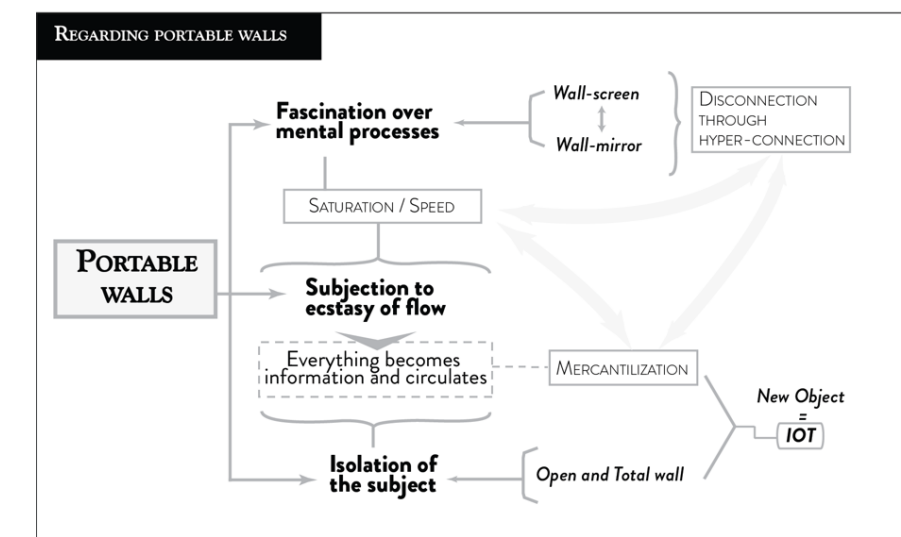 REGARDING PORTABLE WALLS
Fascination over
mental processes
Wall-screen
Wall-mirror
DISCONNECTION
THROUGH
HYPER-CONNECTION
SATURATION / SPEED
PORTABLE
WALLS
Subjection to
ecstasy of flow
Everything becomes
information and circulates
MERCANTILIZATION
New Object
=
IOT
Isolation of
the subject
Open and Total wall